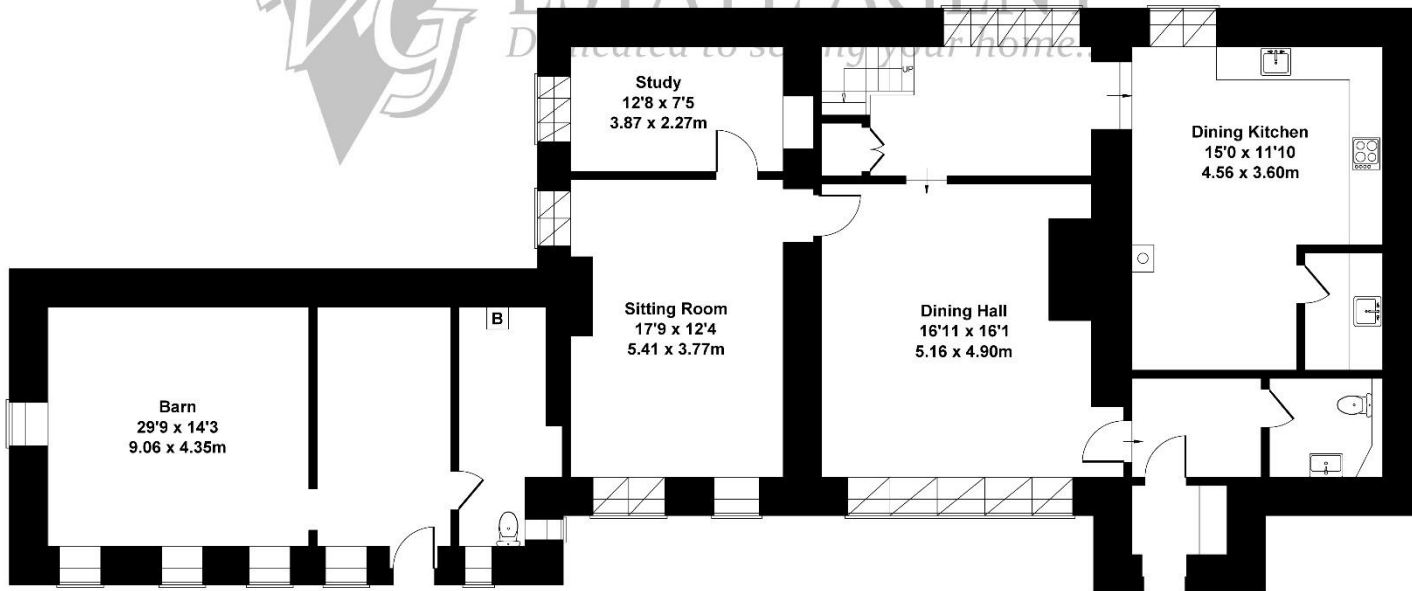 VG
Dedicated to selling your home..
Study
12'8 x 7'5
3.87 x 2.27m
UP
Dining Kitchen
15'0 x 11'10
4.56 x 3.60m
Sitting Room
17'9 x 12'4
5.41 x 3.77m
Dining Hall
16'11 x 16'1
5.16 x 4.90m
B
Barn
29'9 x 14'3
9.06 x 4.35m